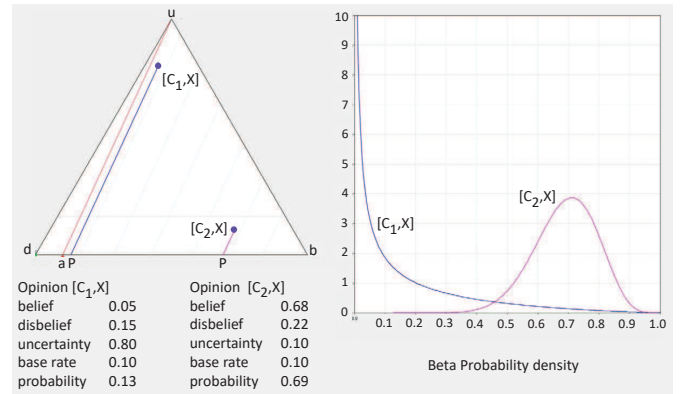 u
[C1,X]
[C2,X]
d
a P
P
b
Opinion [C1,X]
belief 0.05
disbelief 0.15
uncertainty 0.80
base rate 0.10
probability 0.13
Opinion [C2,X]
belief 0.68
disbelief 0.22
uncertainty 0.10
base rate 0.10
probability 0.69
10
9
8
7
6
5
4
3
2
1
0
[C1,X]
[C2,X]
0.1 0.2 0.3 0.4 0.5 0.6 0.7 0.8 0.9 1.0
Beta Probability density